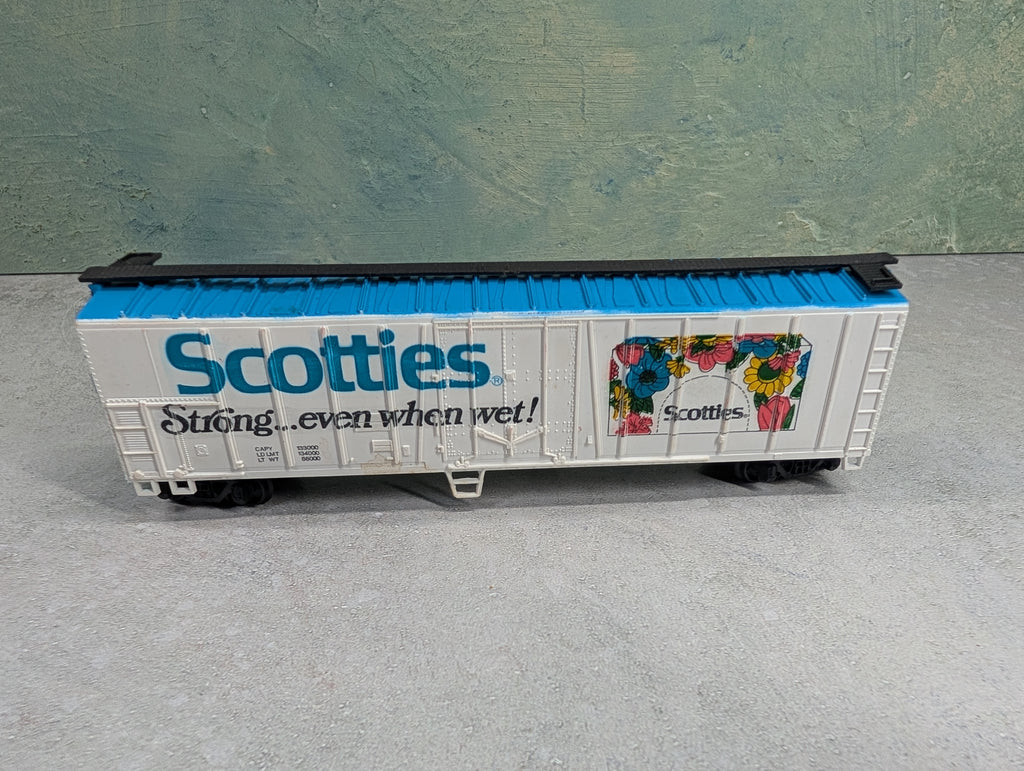 Scotties®
Strong...even when wet!
CAPY 133000
LD LMT 134000
LT WT 86000
Scotties®